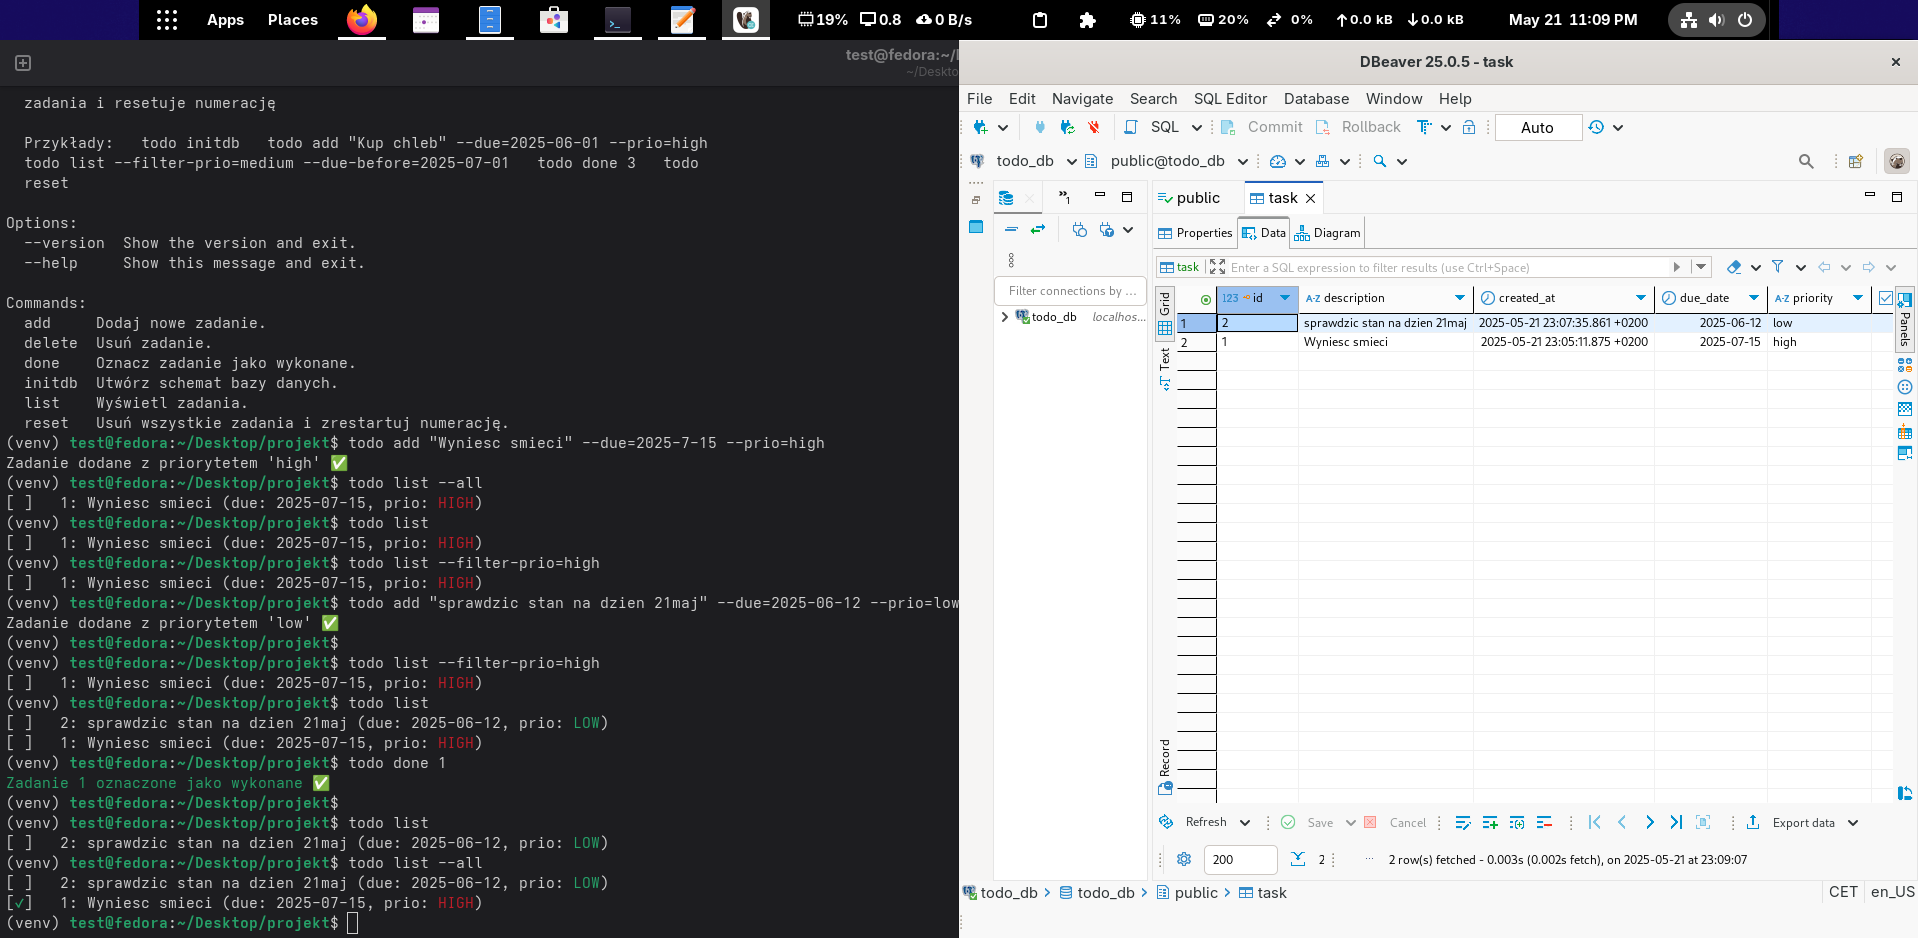 Apps Places 19% 0.8 0 B/s 11% 20% 0% 0.0 kB 0.0 kB May 21 11:09 PM
test@fedora:~/
~/Deskto
zadania i resetuje numerację
Przykłady:   todo initdb   todo add "Kup chleb" --due=2025-06-01 --prio=high
todo list --filter-prio=medium --due-before=2025-07-01   todo done 3   todo
reset
Options:
--version  Show the version and exit.
--help     Show this message and exit.
Commands:
add     Dodaj nowe zadanie.
delete  Usuń zadanie.
done    Oznacz zadanie jako wykonane.
initdb  Utwórz schemat bazy danych.
list    Wyświetl zadania.
reset   Usuń wszystkie zadania i zrestartuj numerację.
(venv) test@fedora:~/Desktop/projekt$ todo add "Wyniesc smieci" --due=2025-7-15 --prio=high
Zadanie dodane z priorytetem 'high' ✅
(venv) test@fedora:~/Desktop/projekt$ todo list --all
[ ]   1: Wyniesc smieci (due: 2025-07-15, prio: HIGH)
(venv) test@fedora:~/Desktop/projekt$ todo list
[ ]   1: Wyniesc smieci (due: 2025-07-15, prio: HIGH)
(venv) test@fedora:~/Desktop/projekt$ todo list --filter-prio=high
[ ]   1: Wyniesc smieci (due: 2025-07-15, prio: HIGH)
(venv) test@fedora:~/Desktop/projekt$ todo add "sprawdzic stan na dzien 21maj" --due=2025-06-12 --prio=low
Zadanie dodane z priorytetem 'low' ✅
(venv) test@fedora:~/Desktop/projekt$
(venv) test@fedora:~/Desktop/projekt$ todo list --filter-prio=high
[ ]   1: Wyniesc smieci (due: 2025-07-15, prio: HIGH)
(venv) test@fedora:~/Desktop/projekt$ todo list
[ ]   2: sprawdzic stan na dzien 21maj (due: 2025-06-12, prio: LOW)
[ ]   1: Wyniesc smieci (due: 2025-07-15, prio: HIGH)
(venv) test@fedora:~/Desktop/projekt$ todo done 1
Zadanie 1 oznaczone jako wykonane ✅
(venv) test@fedora:~/Desktop/projekt$
(venv) test@fedora:~/Desktop/projekt$ todo list
[ ]   2: sprawdzic stan na dzien 21maj (due: 2025-06-12, prio: LOW)
(venv) test@fedora:~/Desktop/projekt$ todo list --all
[ ]   2: sprawdzic stan na dzien 21maj (due: 2025-06-12, prio: LOW)
[✓]   1: Wyniesc smieci (due: 2025-07-15, prio: HIGH)
(venv) test@fedora:~/Desktop/projekt$
DBeaver 25.0.5 - task
File Edit Navigate Search SQL Editor Database Window Help
SQL Commit Rollback Auto
todo_db public@todo_db
»1
public task
Properties Data Diagram
task Enter a SQL expression to filter results (use Ctrl+Space)
Filter connections by ...
todo_db localhos...
Grid
Text
Record
Panels
123 id A-Z description created_at due_date A-Z priority
1 2 sprawdzic stan na dzien 21maj 2025-05-21 23:07:35.861 +0200 2025-06-12 low
2 1 Wyniesc smieci 2025-05-21 23:05:11.875 +0200 2025-07-15 high
Refresh Save Cancel Export data
200 2 ... 2 row(s) fetched - 0.003s (0.002s fetch), on 2025-05-21 at 23:09:07
todo_db todo_db public task
CET en_US